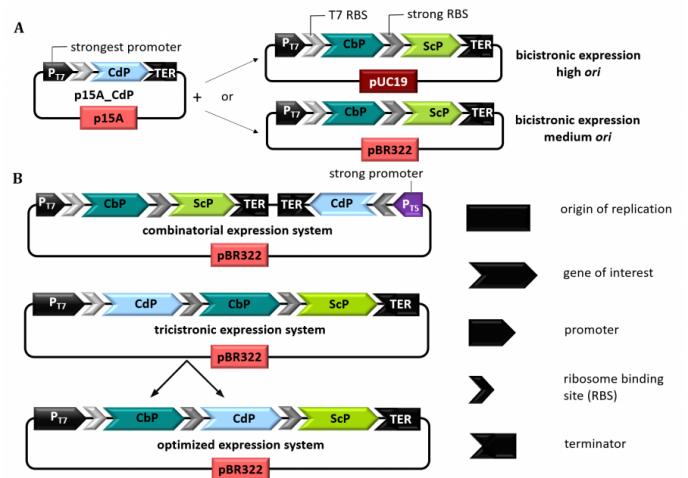 A
strongest promoter
P_T7
CdP
TER
p15A_CdP
p15A
+
or
T7 RBS
strong RBS
P_T7
CbP
ScP
TER
pUC19
bicistronic expression
high ori
P_T7
CbP
ScP
TER
pBR322
bicistronic expression
medium ori
B
strong promoter
P_T7
CbP
ScP
TER
TER
CdP
P_T5
combinatorial expression system
pBR322
P_T7
CdP
CbP
ScP
TER
tricistronic expression system
pBR322
P_T7
CbP
CdP
ScP
TER
optimized expression system
pBR322
origin of replication
gene of interest
promoter
ribosome binding
site (RBS)
terminator